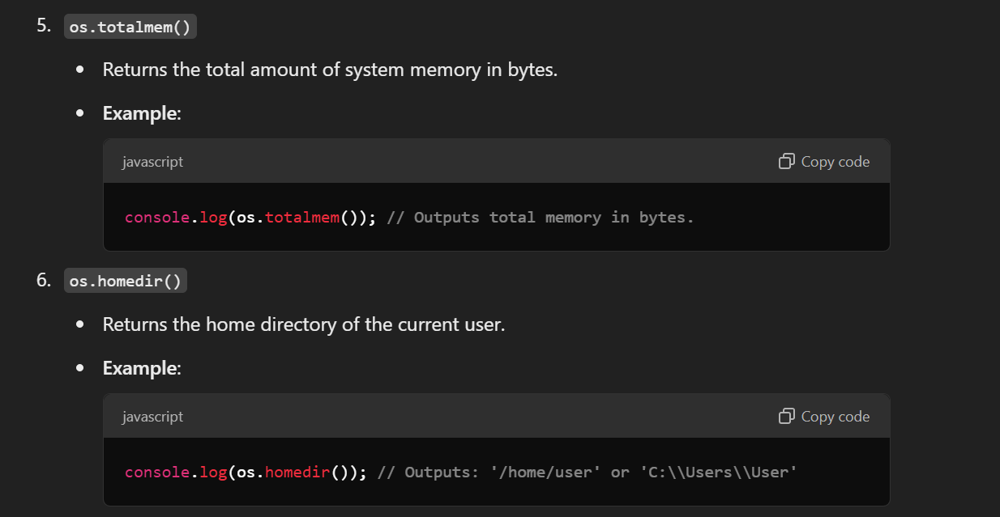 5. os.totalmem()
• Returns the total amount of system memory in bytes.
• Example:
javascript Copy code
console.log(os.totalmem()); // Outputs total memory in bytes.
6. os.homedir()
• Returns the home directory of the current user.
• Example:
javascript Copy code
console.log(os.homedir()); // Outputs: '/home/user' or 'C:\\Users\\User'